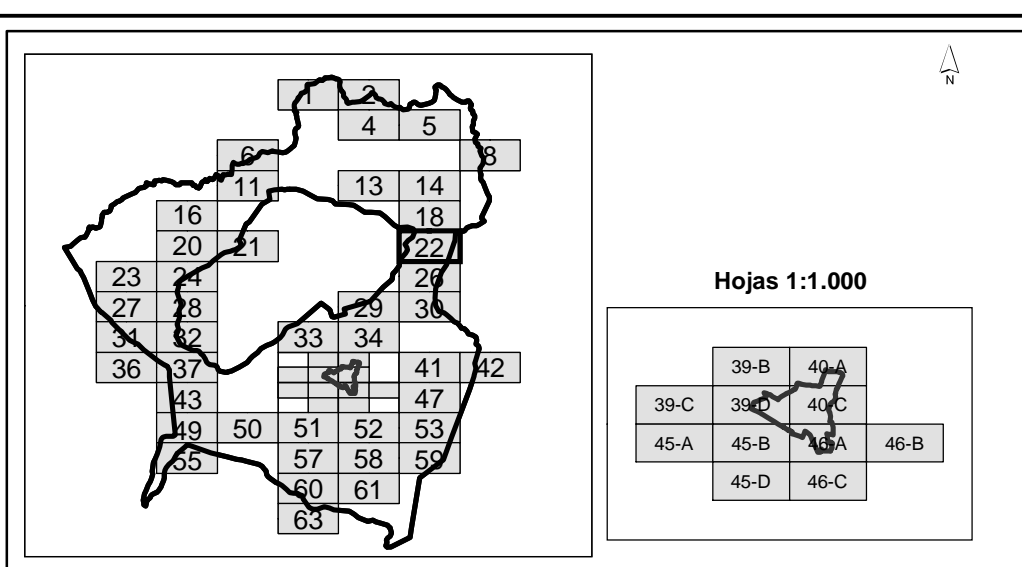 N
1 2
4 5
6 8
11 13 14
16 18
20 21 22
23 24 26
27 28 29 30
31 32 33 34
36 37 41 42
43 47
49 50 51 52 53
55 57 58 59
60 61
63
Hojas 1:1.000
39-B 40-A
39-C 39-D 40-C
45-A 45-B 46-A 46-B
45-D 46-C